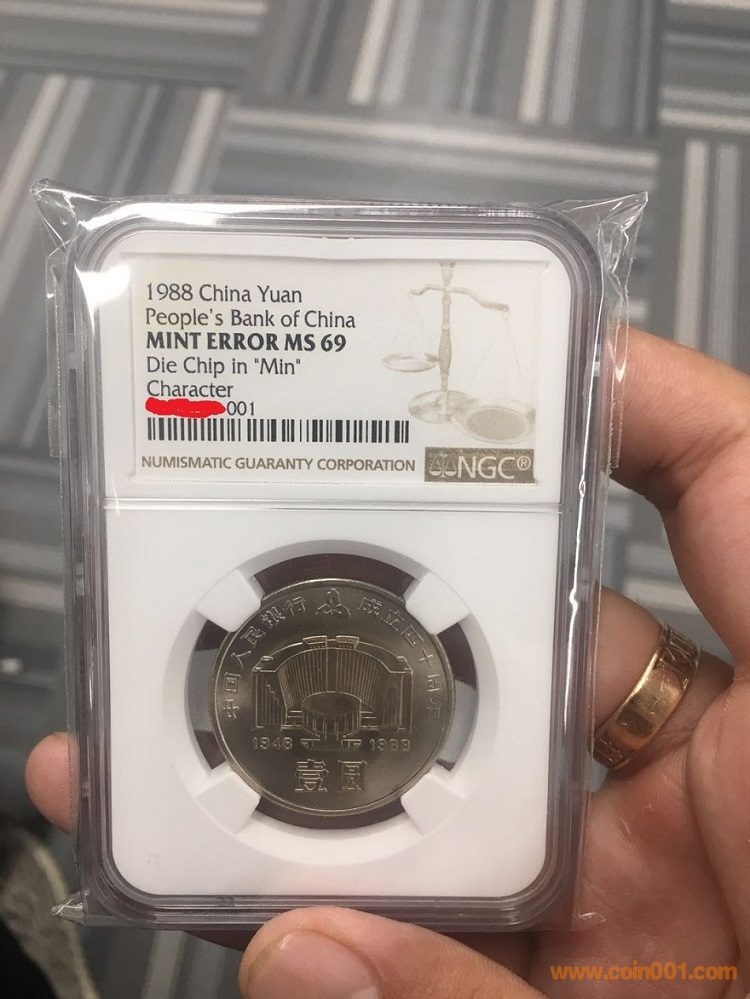 1988 China Yuan
People's Bank of China
MINT ERROR MS 69
Die Chip in "Min"
Character
001
NUMISMATIC GUARANTY CORPORATION
NGC®
中国人民银行 成立四十周年
1948 1988
壹圆
www.coin001.com